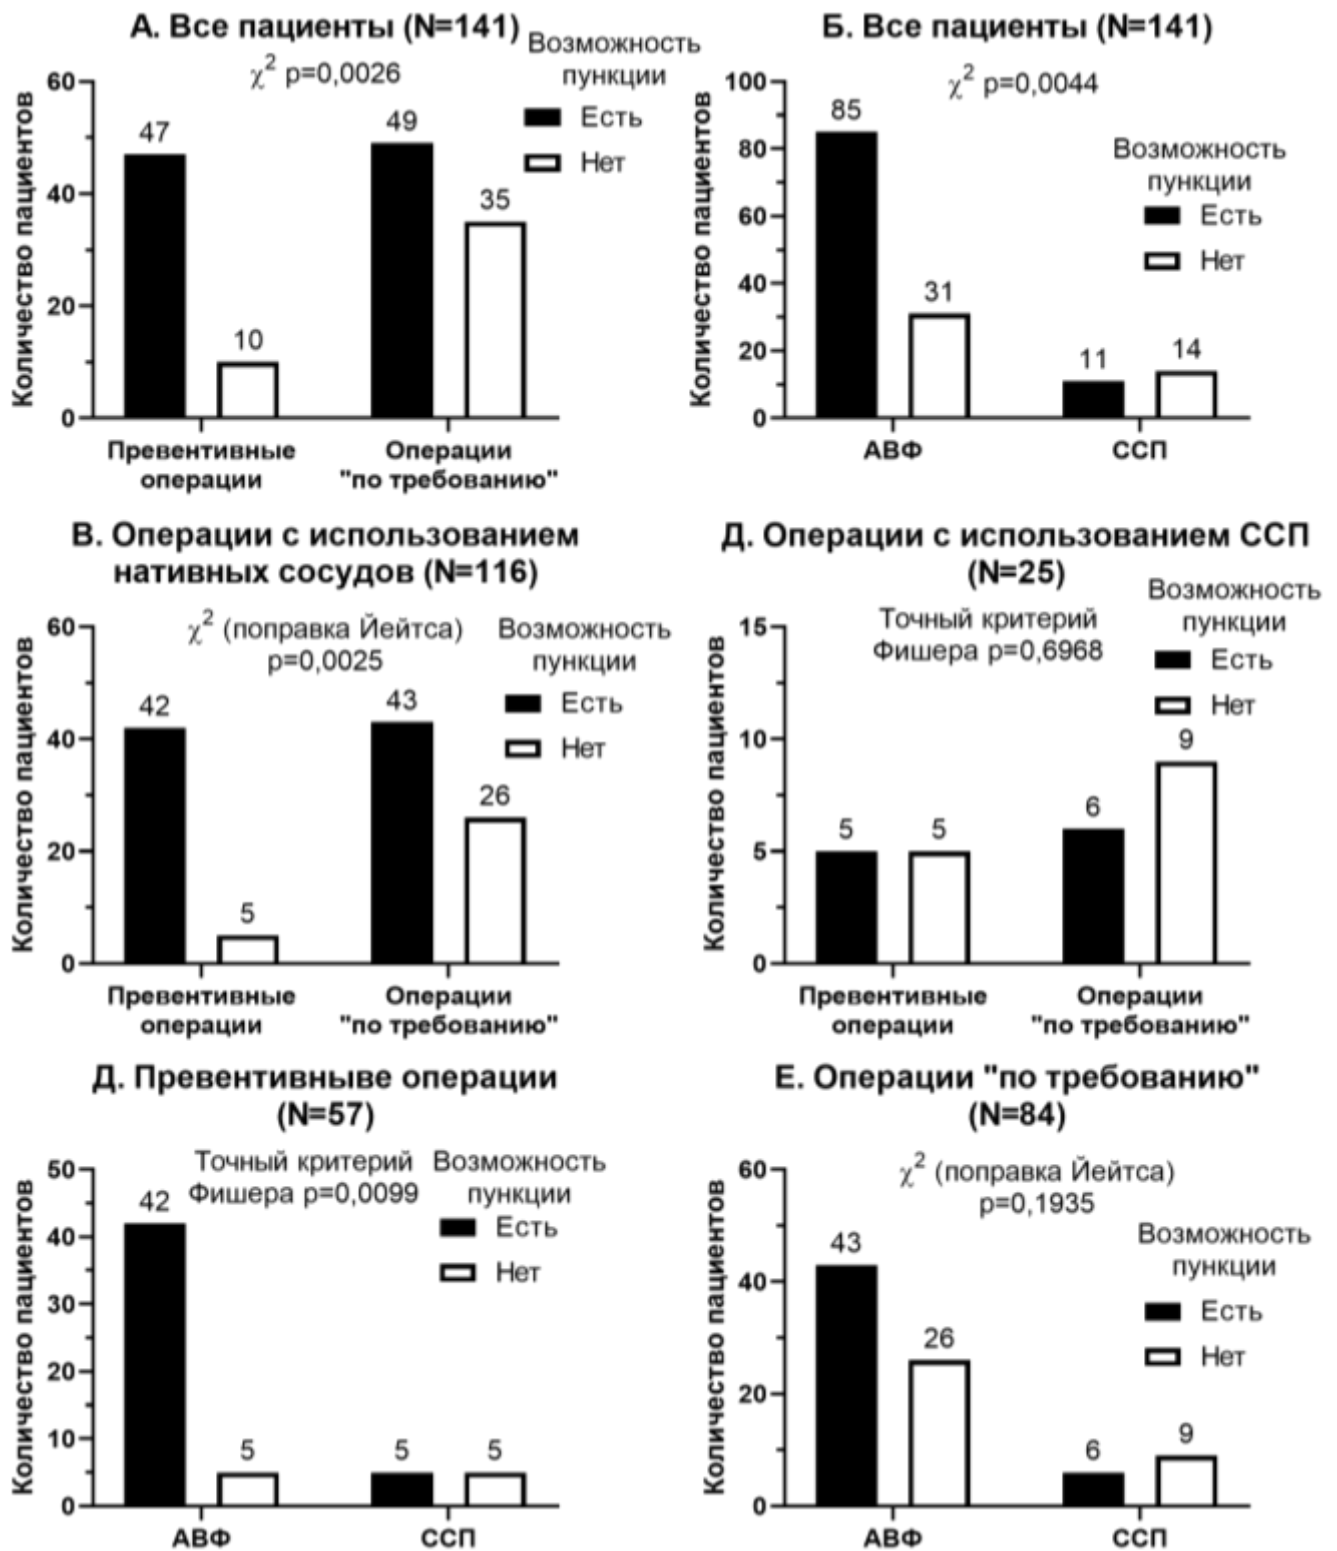 А. Все пациенты (N=141)
χ² p=0,0026
Возможность
пункции
Есть
Нет
Количество пациентов
60
40
20
0
47
10
49
35
Превентивные
операции
Операции
"по требованию"
Б. Все пациенты (N=141)
χ² p=0,0044
Возможность
пункции
Есть
Нет
Количество пациентов
100
80
60
40
20
0
85
31
11
14
АВФ
ССП
В. Операции с использованием
нативных сосудов (N=116)
χ² (поправка Йейтса)
p=0,0025
Возможность
пункции
Есть
Нет
Количество пациентов
60
40
20
0
42
5
43
26
Превентивные
операции
Операции
"по требованию"
Д. Операции с использованием ССП
(N=25)
Точный критерий
Фишера p=0,6968
Возможность
пункции
Есть
Нет
Количество пациентов
15
10
5
0
5
5
6
9
Превентивные
операции
Операции
"по требованию"
Д. Превентивныве операции
(N=57)
Точный критерий
Фишера p=0,0099
Возможность
пункции
Есть
Нет
Количество пациентов
50
40
30
20
10
0
42
5
5
5
АВФ
ССП
Е. Операции "по требованию"
(N=84)
χ² (поправка Йейтса)
p=0,1935
Возможность
пункции
Есть
Нет
Количество пациентов
60
40
20
0
43
26
6
9
АВФ
ССП